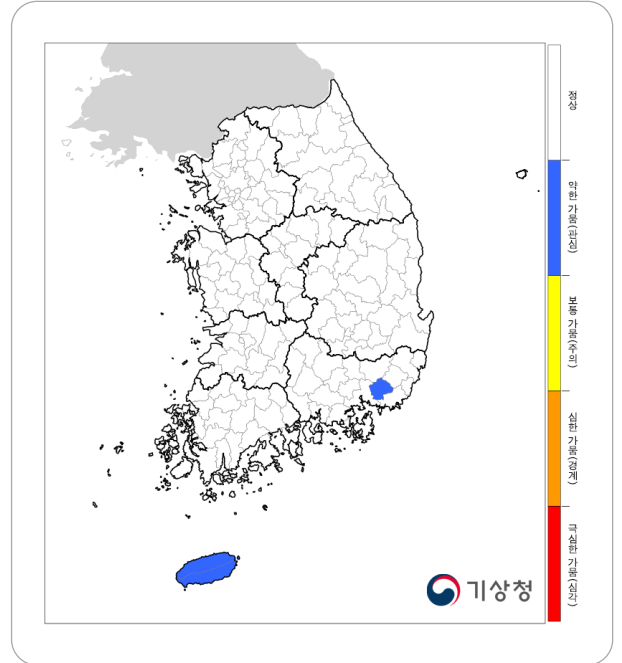 정상
약한 가뭄(관심)
보통 가뭄(주의)
심한 가뭄(경계)
극심한 가뭄(심각)
기상청